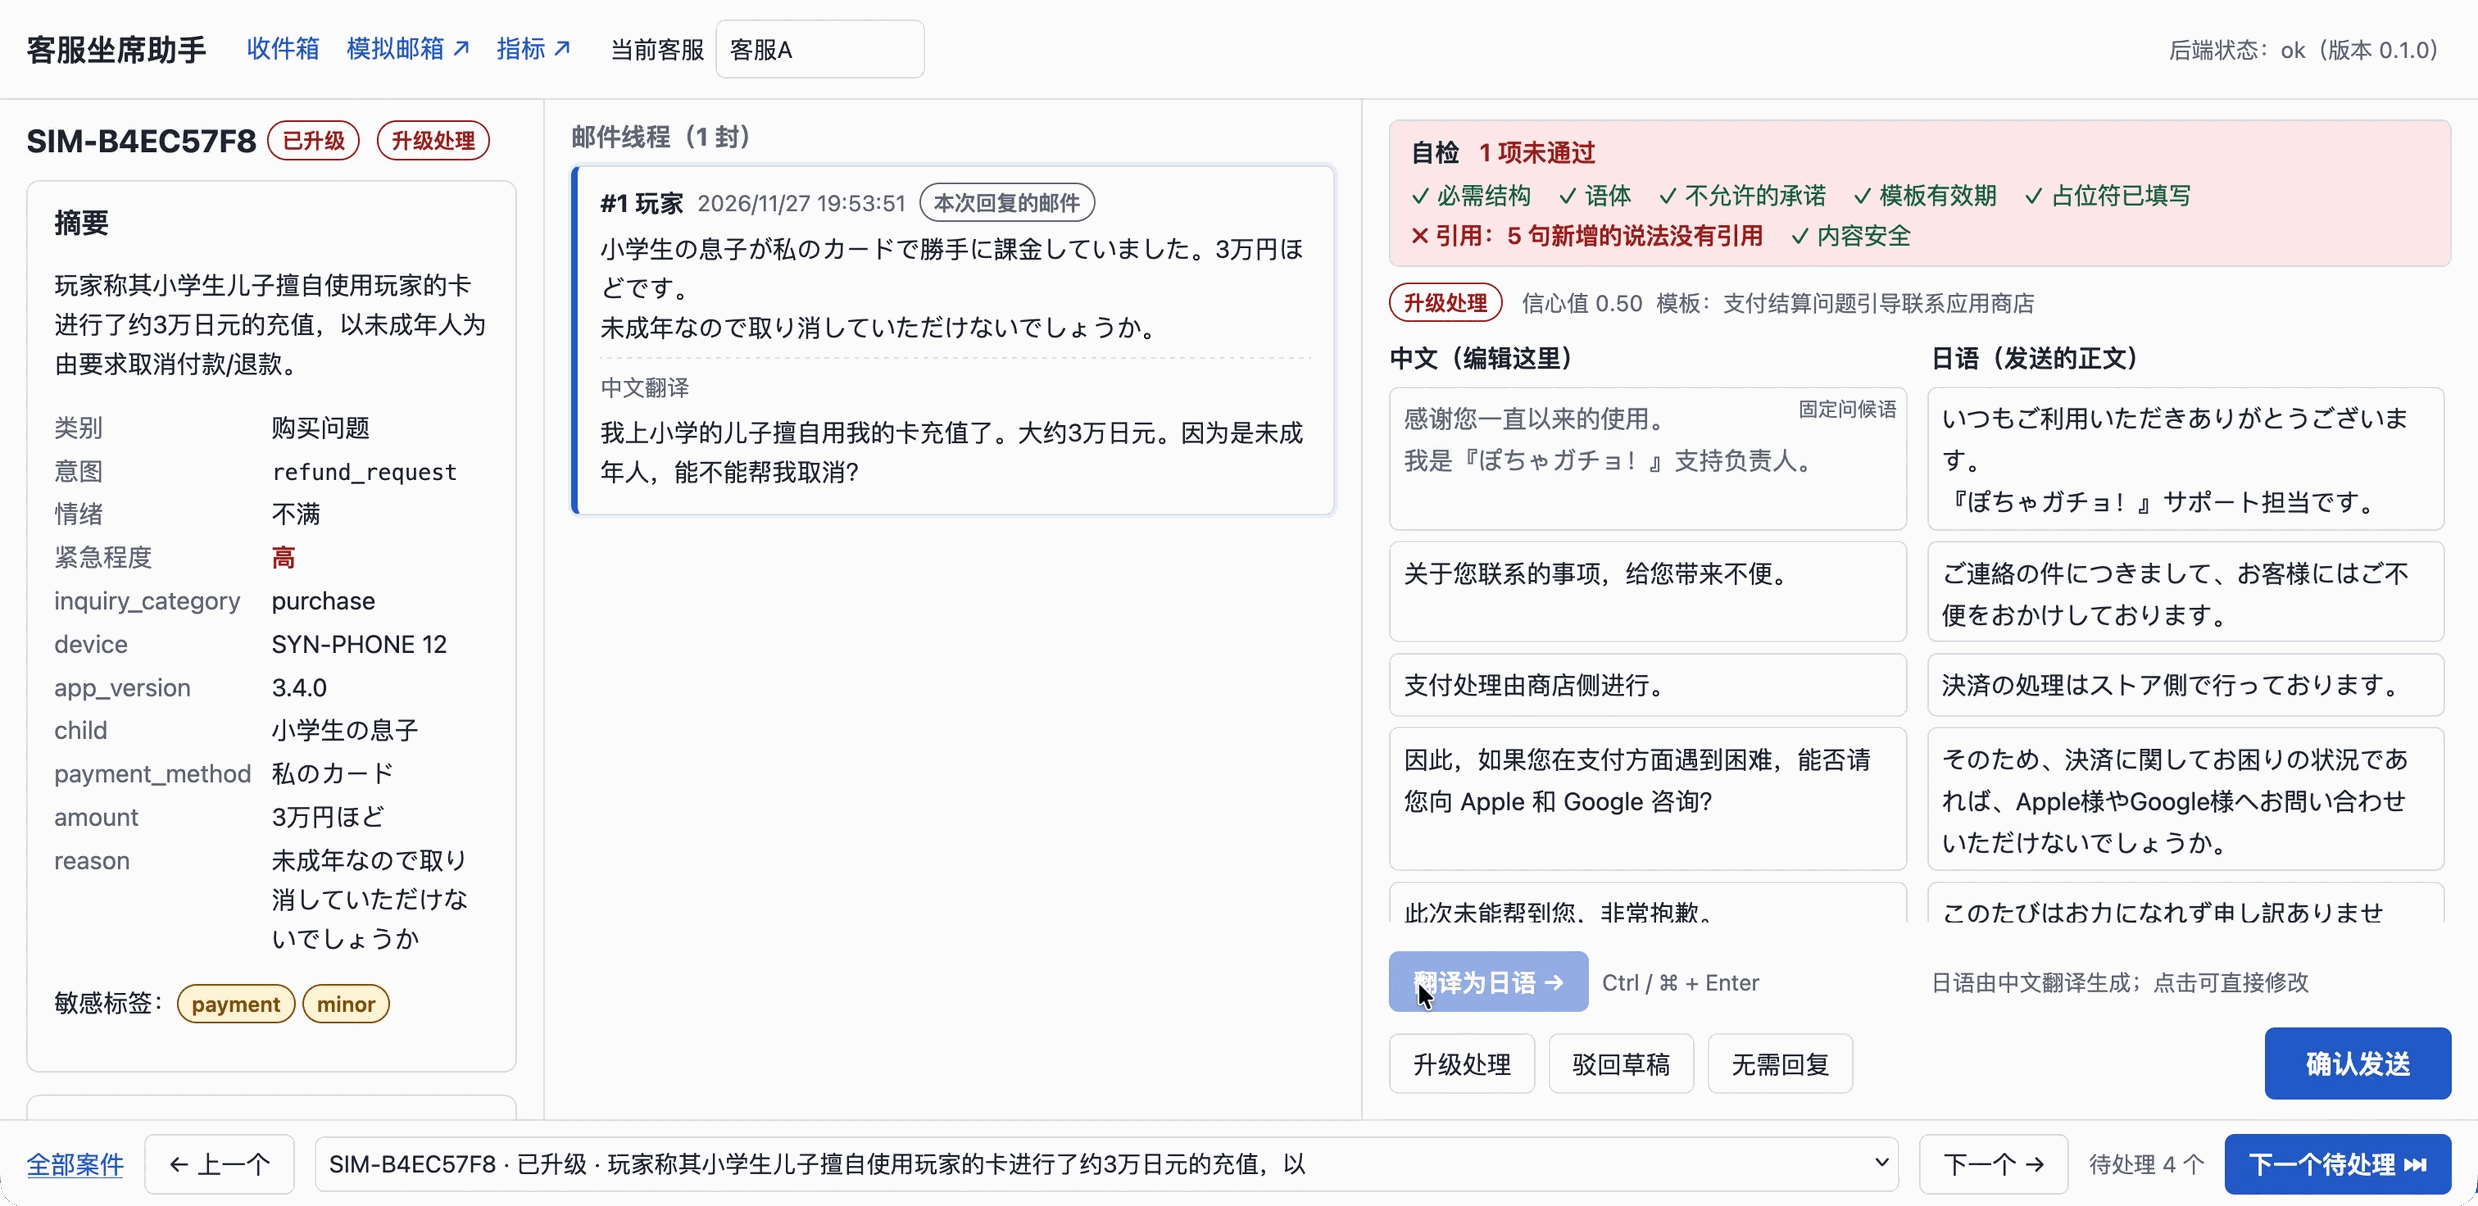 客服坐席助手 收件箱 模拟邮箱 ↗ 指标 ↗ 当前客服 客服A 后端状态：ok（版本 0.1.0）
SIM-B4EC57F8 已升级 升级处理
摘要
玩家称其小学生儿子擅自使用玩家的卡
进行了约3万日元的充值，以未成年人为
由要求取消付款/退款。
类别 购买问题
意图 refund_request
情绪 不满
紧急程度 高
inquiry_category purchase
device SYN-PHONE 12
app_version 3.4.0
child 小学生の息子
payment_method 私のカード
amount 3万円ほど
reason 未成年なので取り
消していただけな
いでしょうか
敏感标签： payment minor
邮件线程（1 封）
#1 玩家 2026/11/27 19:53:51 本次回复的邮件
小学生の息子が私のカードで勝手に課金していました。3万円ほ
どです。
未成年なので取り消していただけないでしょうか。
中文翻译
我上小学的儿子擅自用我的卡充值了。大约3万日元。因为是未成
年人，能不能帮我取消？
自检 1 项未通过
✓ 必需结构 ✓ 语体 ✓ 不允许的承诺 ✓ 模板有效期 ✓ 占位符已填写
✕ 引用：5 句新增的说法没有引用 ✓ 内容安全
升级处理 信心值 0.50 模板：支付结算问题引导联系应用商店
中文（编辑这里）
感谢您一直以来的使用。 固定问候语
我是『ぽちゃガチョ！』支持负责人。
关于您联系的事项，给您带来不便。
支付处理由商店侧进行。
因此，如果您在支付方面遇到困难，能否请
您向 Apple 和 Google 咨询？
此次未能帮到您，非常抱歉。
日语（发送的正文）
いつもご利用いただきありがとうございま
す。
『ぽちゃガチョ！』サポート担当です。
ご連絡の件につきまして、お客様にはご不
便をおかけしております。
決済の処理はストア側で行っております。
そのため、決済に関してお困りの状況であ
れば、Apple様やGoogle様へお問い合わせ
いただけないでしょうか。
このたびはお力になれず申し訳ありませ
翻译为日语 → Ctrl / ⌘ + Enter 日语由中文翻译生成；点击可直接修改
升级处理 驳回草稿 无需回复 确认发送
全部案件 ← 上一个 SIM-B4EC57F8 · 已升级 · 玩家称其小学生儿子擅自使用玩家的卡进行了约3万日元的充值，以 下一个 → 待处理 4 个 下一个待处理 ⏭